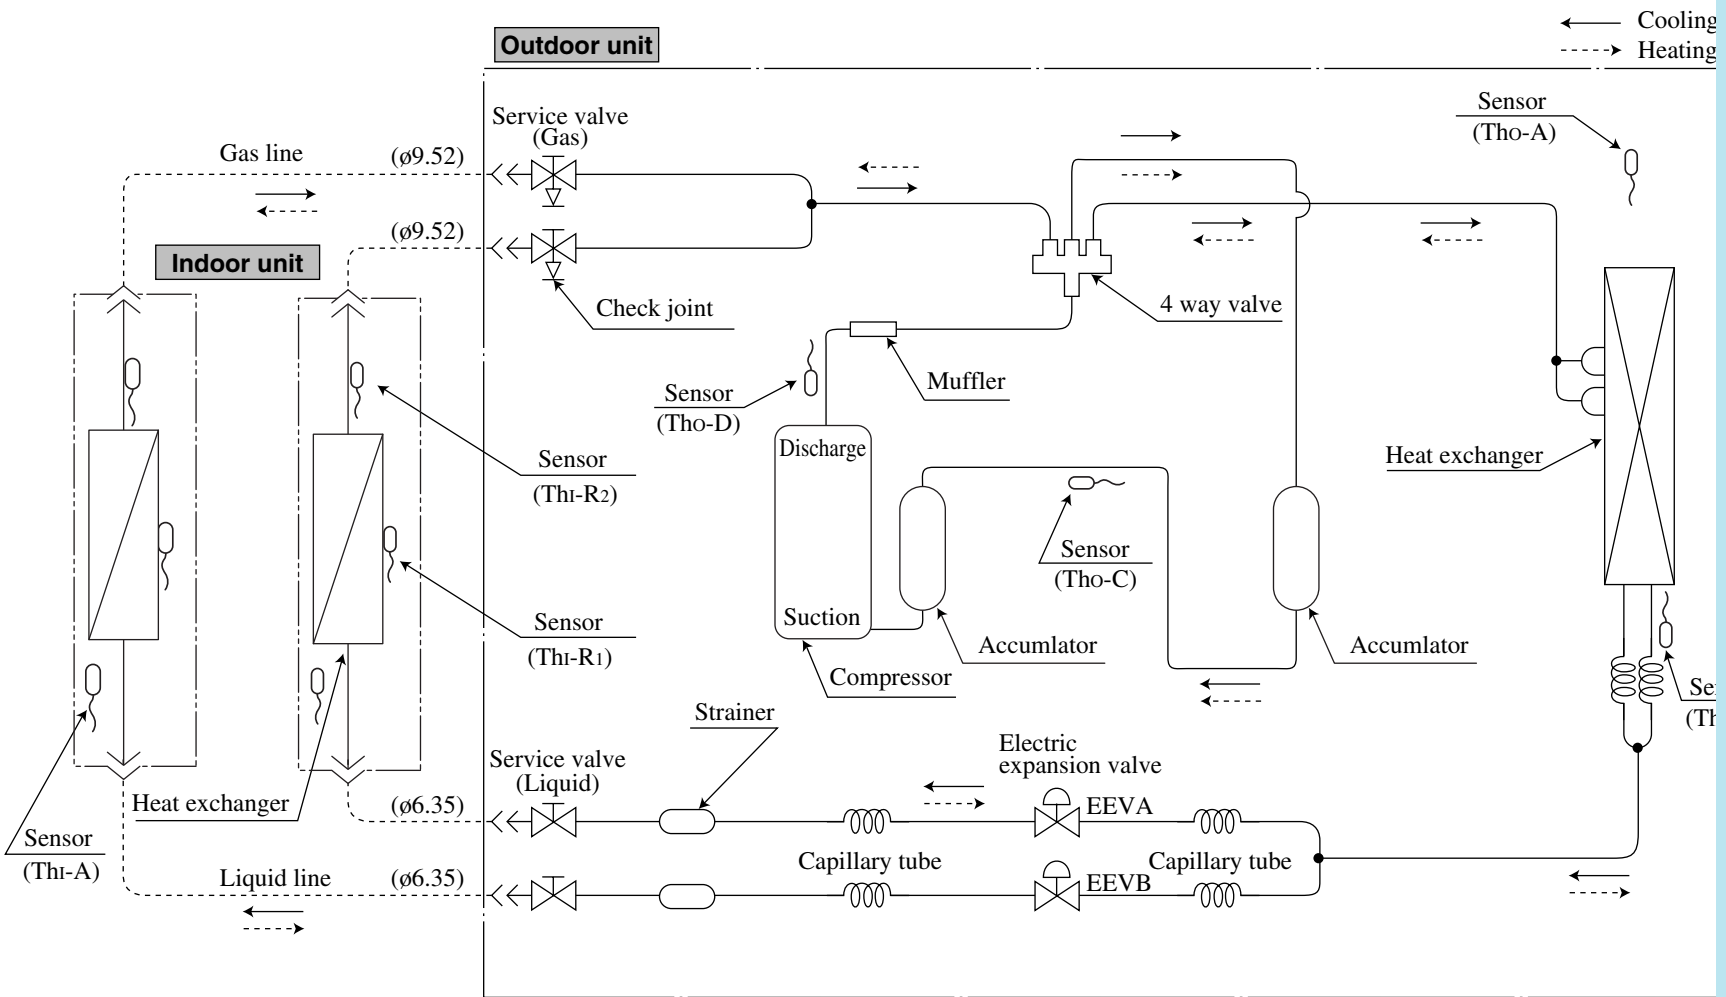 Outdoor unit
Cooling
Heating
Service valve
(Gas)
Sensor
(Tho-A)
Gas line
(ø9.52)
(ø9.52)
Indoor unit
Check joint
4 way valve
Muffler
Sensor
(Tho-D)
Discharge
Heat exchanger
Sensor
(ThI-R2)
Sensor
(Tho-C)
Suction
Accumlator
Accumlator
Sensor
(ThI-R1)
Compressor
Strainer
Service valve
(Liquid)
Electric
expansion valve
Heat exchanger
(ø6.35)
EEVA
Sensor
(ThI-A)
Capillary tube
Capillary tube
Liquid line
(ø6.35)
EEVB